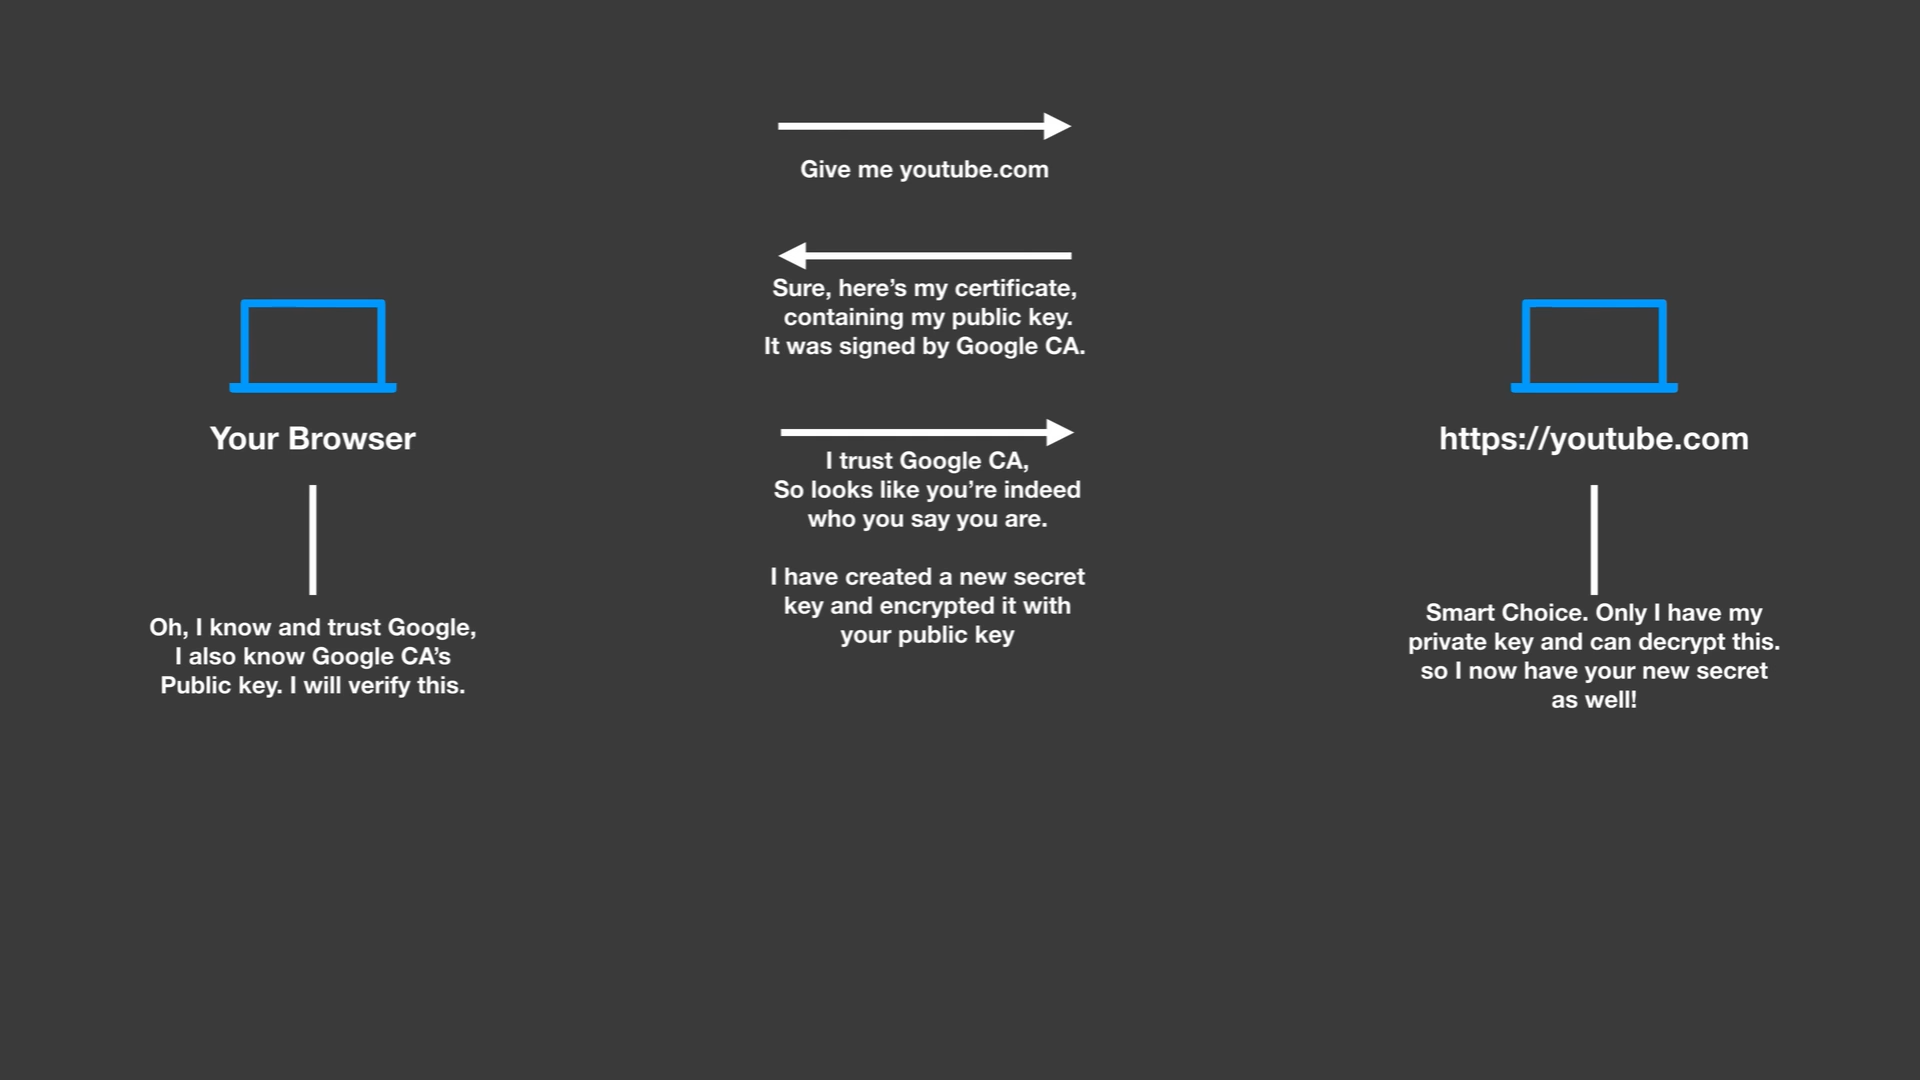 Give me youtube.com
Sure, here’s my certificate,
containing my public key.
It was signed by Google CA.
Your Browser
https://youtube.com
I trust Google CA,
So looks like you’re indeed
who you say you are.
I have created a new secret
key and encrypted it with
your public key
Oh, I know and trust Google,
I also know Google CA’s
Public key. I will verify this.
Smart Choice. Only I have my
private key and can decrypt this.
so I now have your new secret
as well!